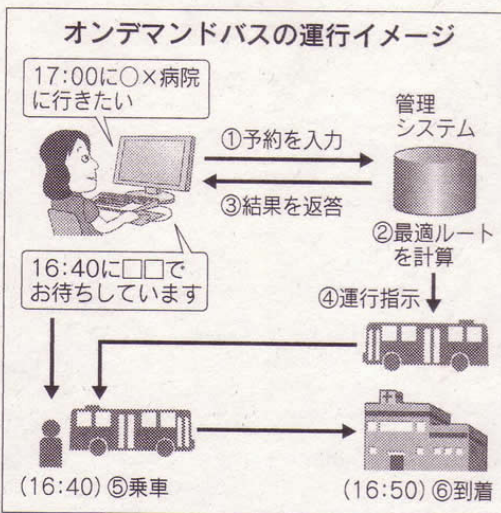 オンデマンドバスの運行イメージ
17:00に○×病院
に行きたい
①予約を入力
管理
システム
③結果を返答
②最適ルート
を計算
16:40に□□で
お待ちしています
④運行指示
(16:40)⑤乗車
(16:50)⑥到着